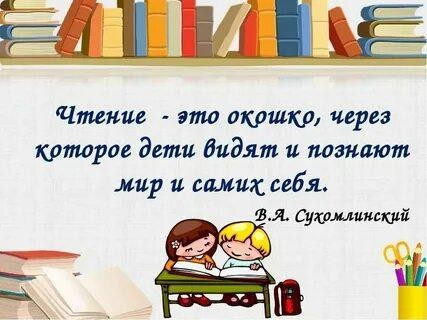 Чтение - это окошко, через
которое дети видят и познают
мир и самих себя.
В.А. Сухомлинский